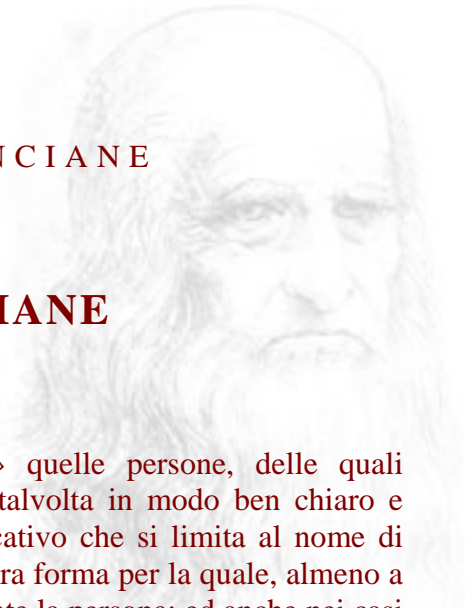 NCIANE
IANE
» quelle persone, delle quali
talvolta in modo ben chiaro e
cativo che si limita al nome di
ra forma per la quale, almeno a